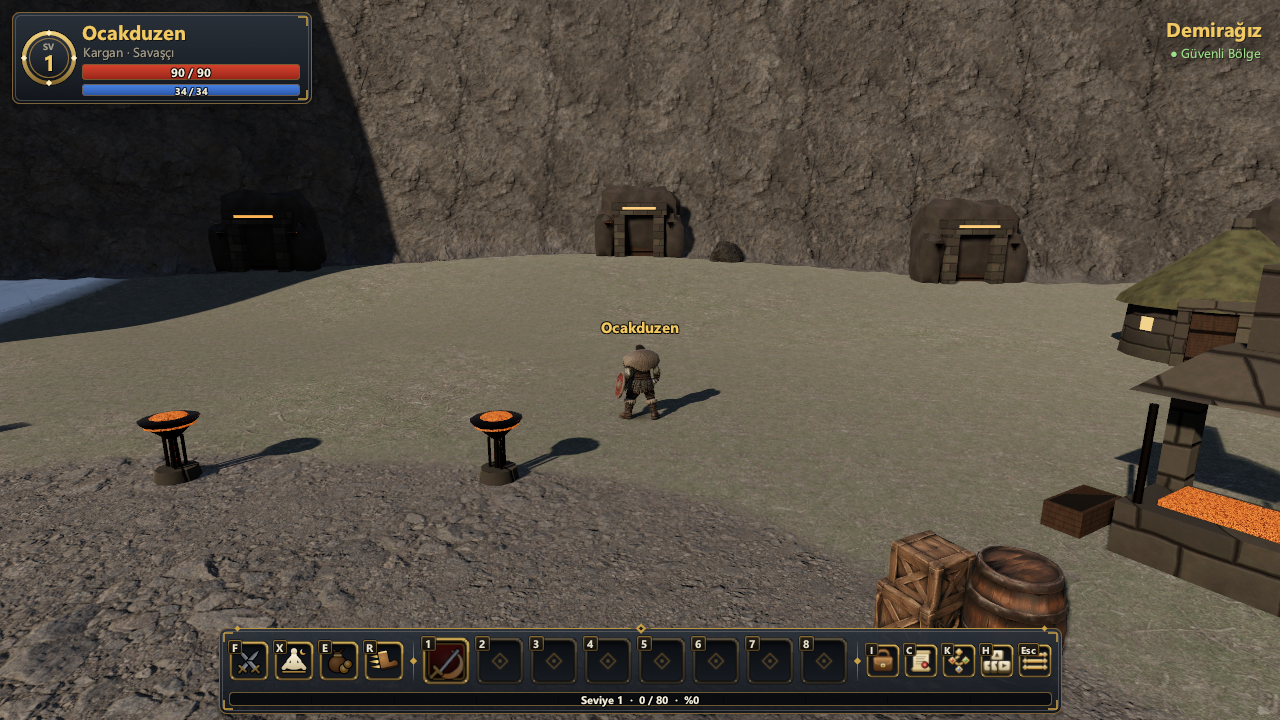 SV
1
Ocakduzen
Kargan · Savaşçı
90 / 90
34 / 34
Demirağız
● Güvenli Bölge
Ocakduzen
F X E R 1 2 3 4 5 6 7 8 I C K H Esc
Seviye 1 · 0 / 80 · %0